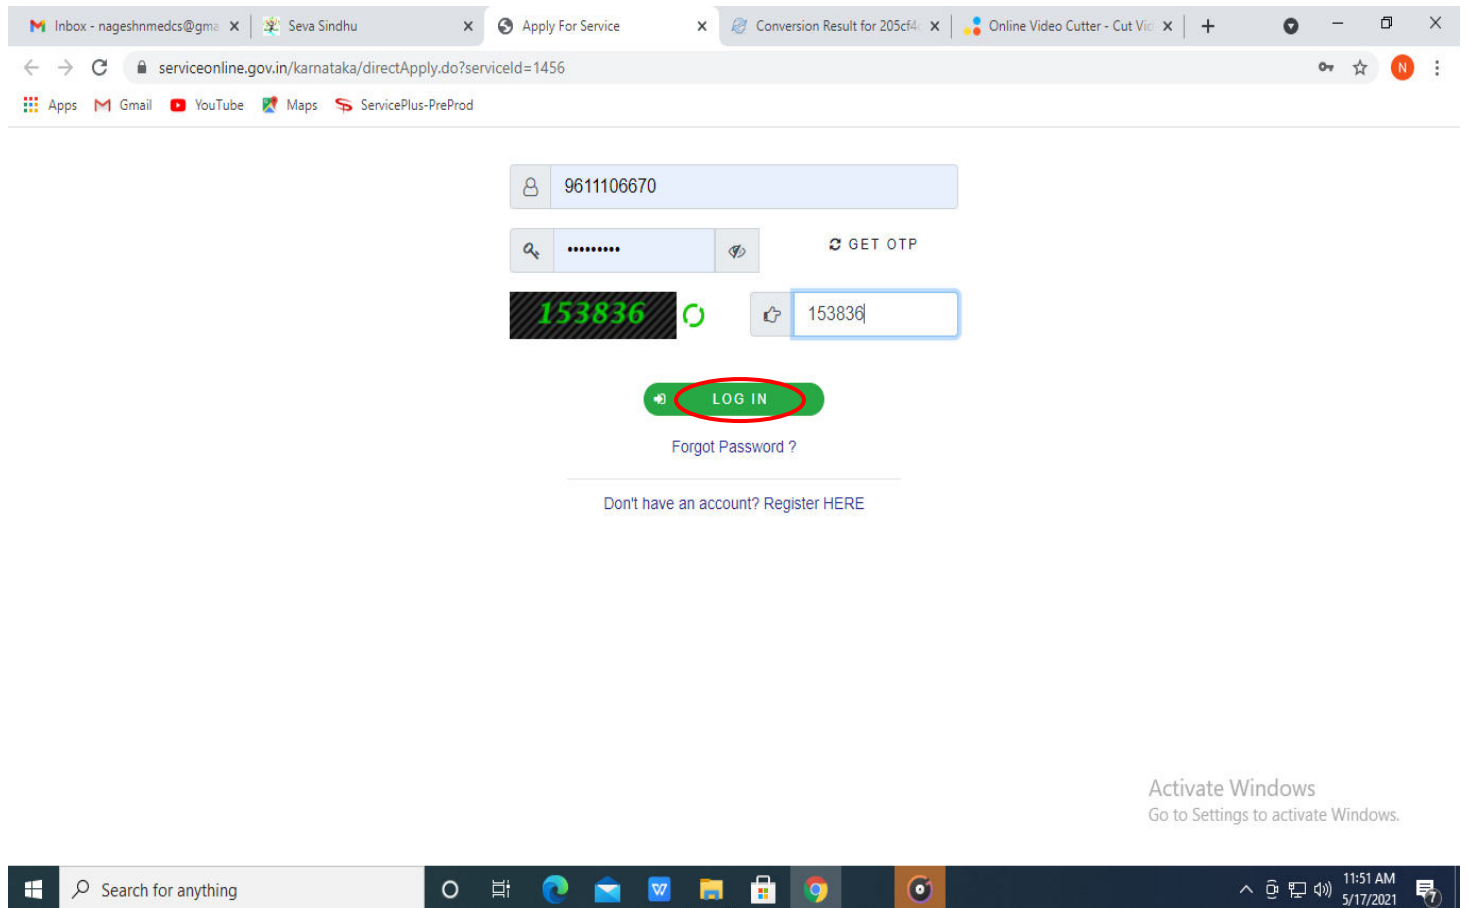 Inbox - nageshnmedcs@gma
Seva Sindhu
Apply For Service
Conversion Result for 205cf4
Online Video Cutter - Cut Vid
serviceonline.gov.in/karnataka/directApply.do?serviceId=1456
N
Apps
Gmail
YouTube
Maps
ServicePlus-PreProd
9611106670
GET OTP
153836
153836
LOG IN
Forgot Password ?
Don't have an account? Register HERE
Activate Windows
Go to Settings to activate Windows.
Search for anything
W
11:51 AM
5/17/2021
7